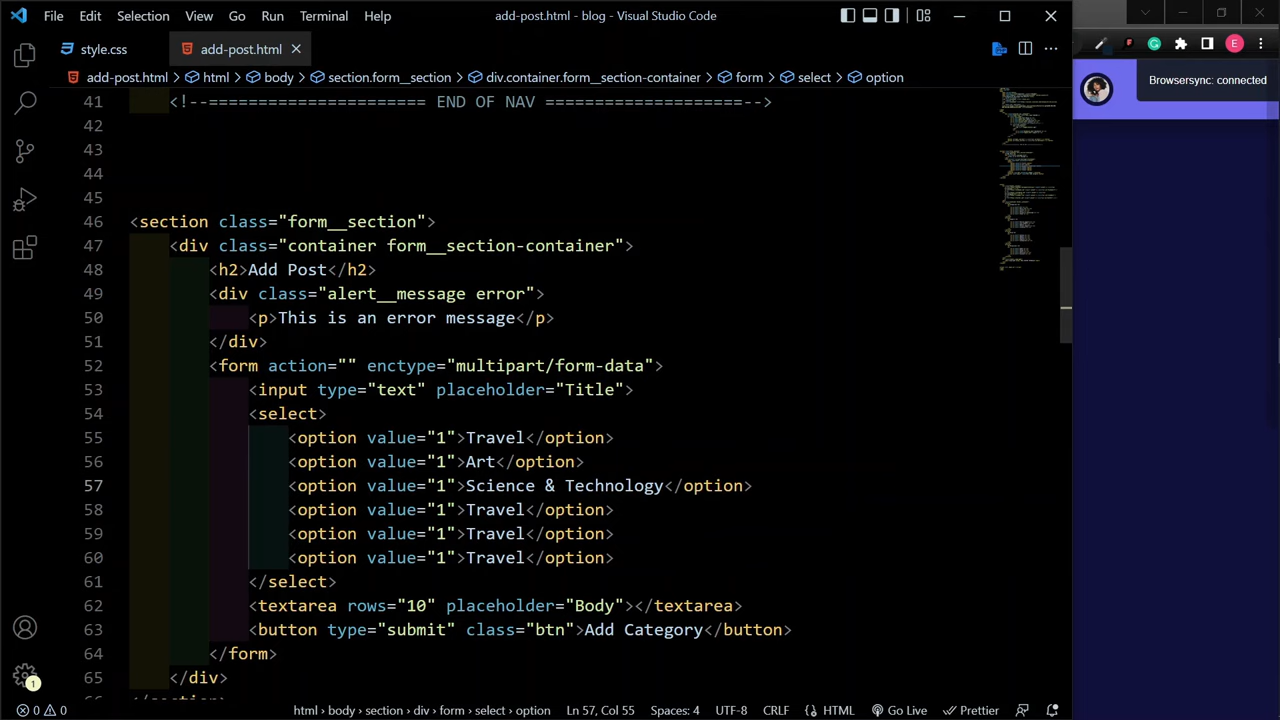 File Edit Selection View Go Run Terminal Help add-post.html - blog - Visual Studio Code
style.css add-post.html
add-post.html > html > body > section.form__section > div.container.form__section-container > form > select > option
E
Browsersync: connected
41 <!--====================== END OF NAV ====================-->
42
43
44
45
46 <section class="form__section">
47 <div class="container form__section-container">
48 <h2>Add Post</h2>
49 <div class="alert__message error">
50 <p>This is an error message</p>
51 </div>
52 <form action="" enctype="multipart/form-data">
53 <input type="text" placeholder="Title">
54 <select>
55 <option value="1">Travel</option>
56 <option value="1">Art</option>
57 <option value="1">Science & Technology</option>
58 <option value="1">Travel</option>
59 <option value="1">Travel</option>
60 <option value="1">Travel</option>
61 </select>
62 <textarea rows="10" placeholder="Body"></textarea>
63 <button type="submit" class="btn">Add Category</button>
64 </form>
65 </div>
66 </section>
1
0 0 html › body › section › div › form › select › option Ln 57, Col 55 Spaces: 4 UTF-8 CRLF {} HTML Go Live Prettier